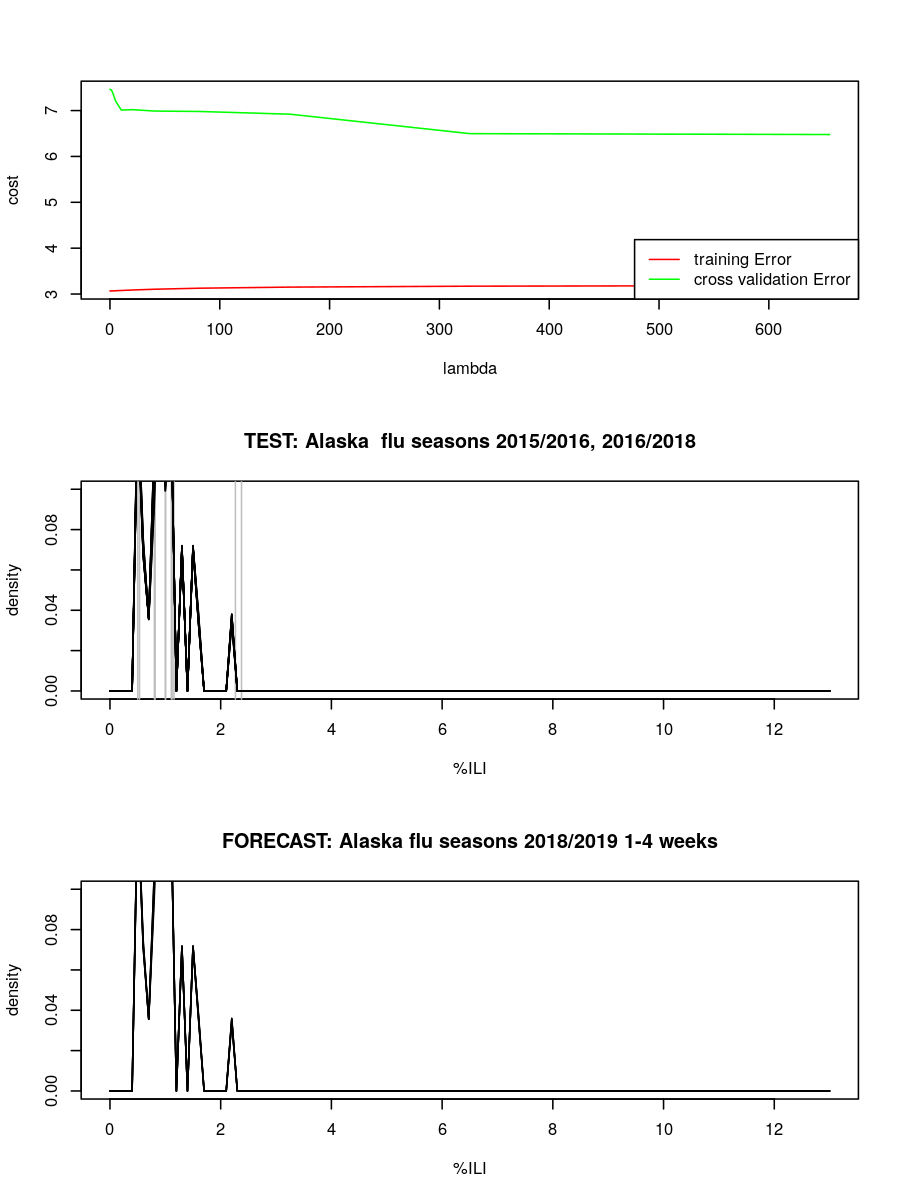 7
6
5
4
3
cost
training Error
cross validation Error
0 100 200 300 400 500 600
lambda
TEST: Alaska  flu seasons 2015/2016, 2016/2018
0.08
0.04
0.00
density
0 2 4 6 8 10 12
%ILI
FORECAST: Alaska flu seasons 2018/2019 1-4 weeks
0.08
0.04
0.00
density
0 2 4 6 8 10 12
%ILI